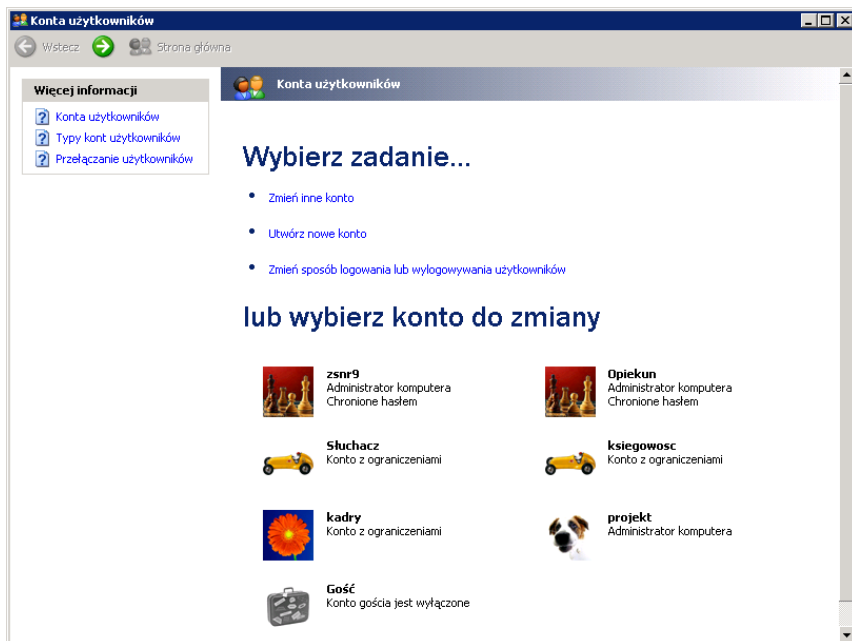 Konta użytkowników
Wstecz
Strona główna
Więcej informacji
Konta użytkowników
Typy kont użytkowników
Przełączanie użytkowników
Konta użytkowników
Wybierz zadanie...
Zmień inne konto
Utwórz nowe konto
Zmień sposób logowania lub wylogowywania użytkowników
lub wybierz konto do zmiany
zsnr9
Administrator komputera
Chronione hasłem
Opiekun
Administrator komputera
Chronione hasłem
Słuchacz
Konto z ograniczeniami
ksiegowosc
Konto z ograniczeniami
kadry
Konto z ograniczeniami
projekt
Administrator komputera
Gość
Konto gościa jest wyłączone